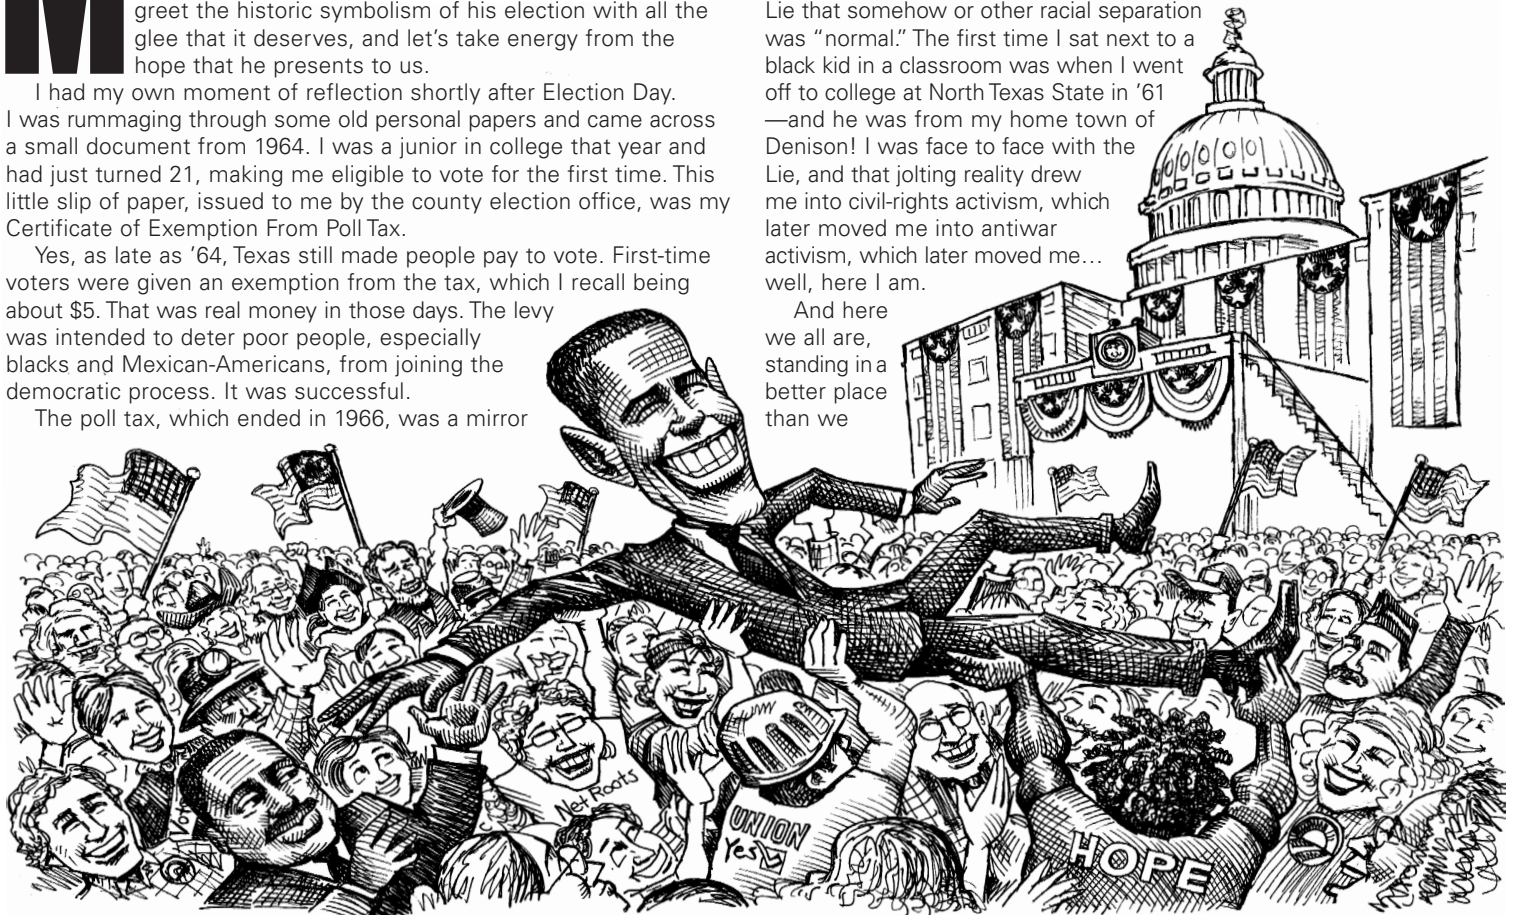 M
greet the historic symbolism of his election with all the
glee that it deserves, and let's take energy from the
hope that he presents to us.
I had my own moment of reflection shortly after Election Day.
I was rummaging through some old personal papers and came across
a small document from 1964. I was a junior in college that year and
had just turned 21, making me eligible to vote for the first time. This
little slip of paper, issued to me by the county election office, was my
Certificate of Exemption From Poll Tax.
Yes, as late as ’64, Texas still made people pay to vote. First-time
voters were given an exemption from the tax, which I recall being
about $5. That was real money in those days. The levy
was intended to deter poor people, especially
blacks and Mexican-Americans, from joining the
democratic process. It was successful.
The poll tax, which ended in 1966, was a mirror
Lie that somehow or other racial separation
was “normal.” The first time I sat next to a
black kid in a classroom was when I went
off to college at North Texas State in ’61
—and he was from my home town of
Denison! I was face to face with the
Lie, and that jolting reality drew
me into civil-rights activism, which
later moved me into antiwar
activism, which later moved me…
well, here I am.
And here
we all are,
standing in a
better place
than we
Net Roots
UNION
Yes
HOPE